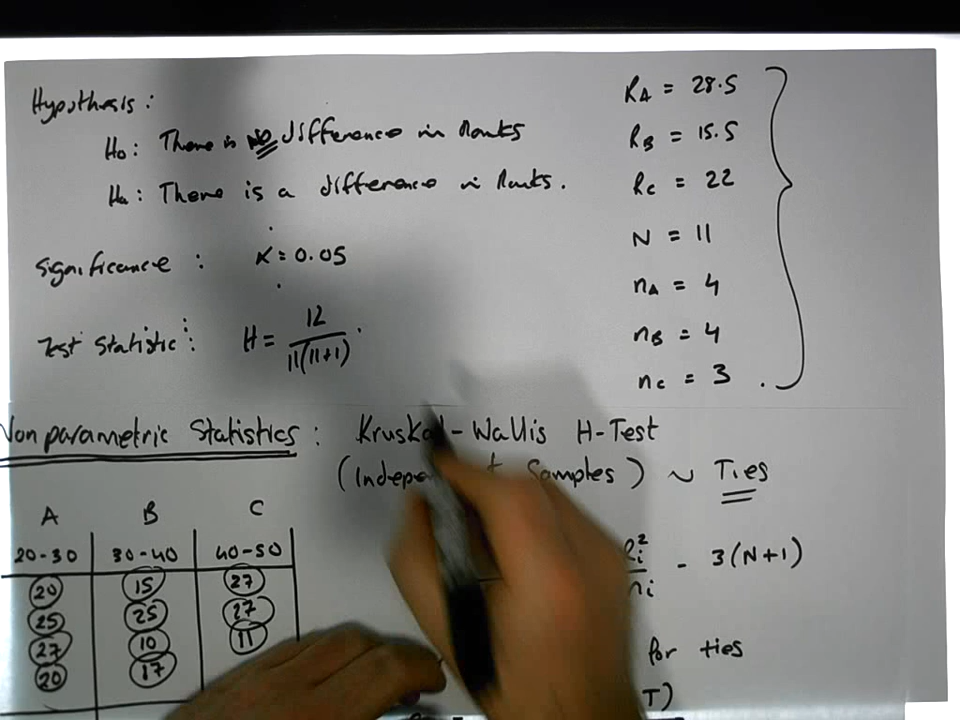 Hypothesis :
H0 : There is NO difference in Ranks
Ha : There is a difference in Ranks .
Significance : α = 0.05
Test Statistic : H = 12 / 11(11+1) ·
RA = 28.5
RB = 15.5
RC = 22
N = 11
nA = 4
nB = 4
nC = 3 .
Nonparametric Statistics : Kruskal-Wallis H-Test
( Samples ) ~ Ties
A B C
20-30 30-40 40-50
20 15 27
25 25 27
27 10 11
20 17
Ri² / ni - 3(N+1)
for ties
T)